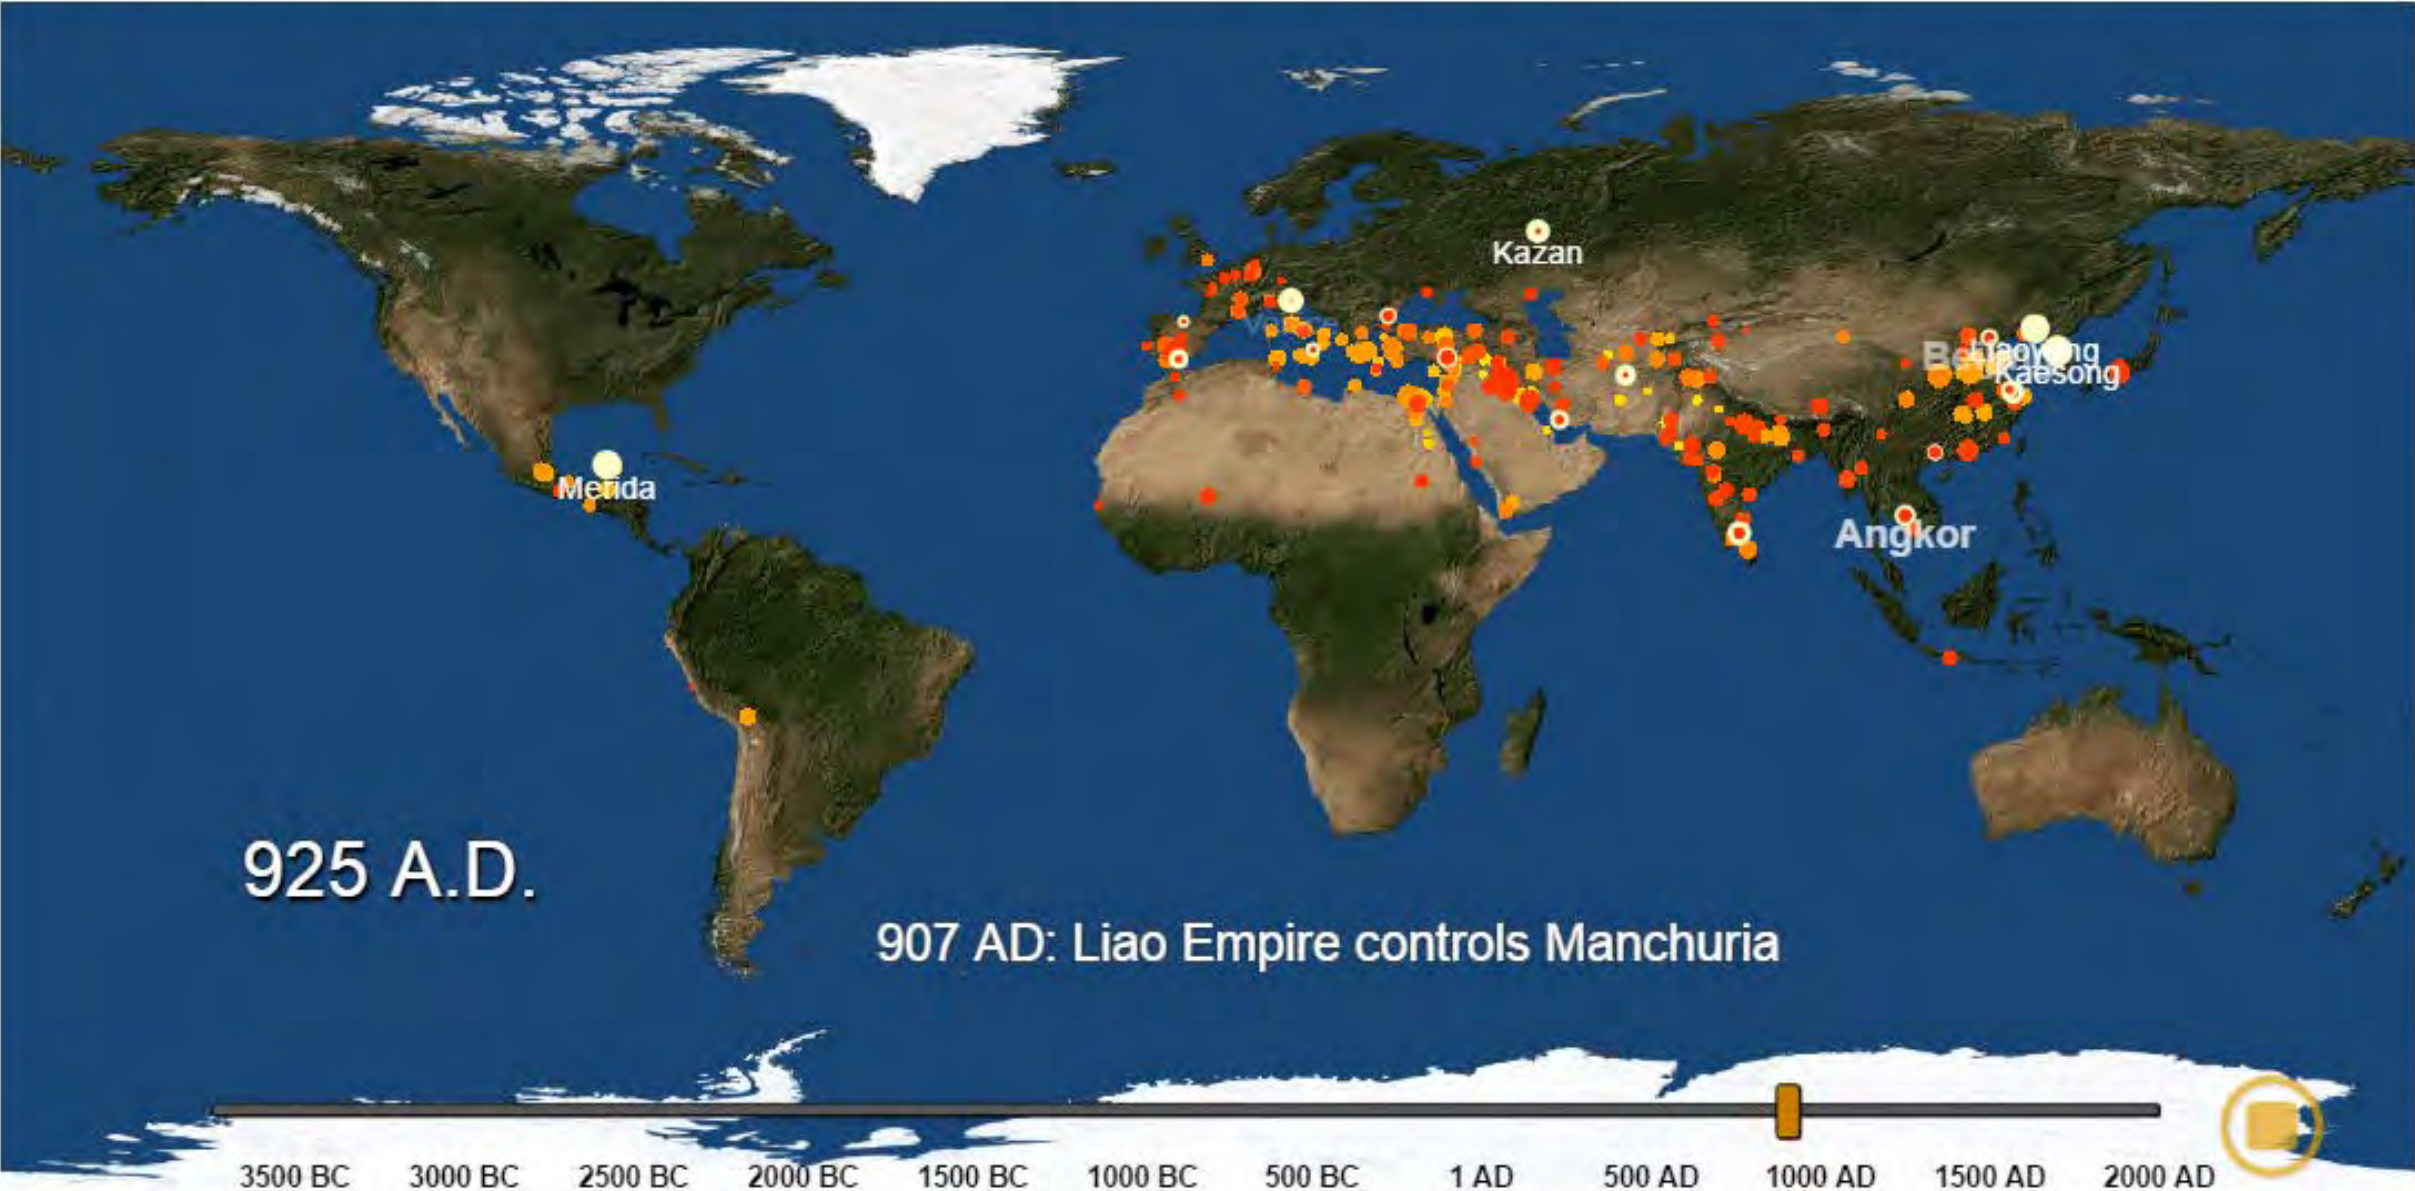 Kazan
Liaoyang
Kaesong
Merida
Angkor
925 A.D.
907 AD: Liao Empire controls Manchuria
3500 BC 3000 BC 2500 BC 2000 BC 1500 BC 1000 BC 500 BC 1 AD 500 AD 1000 AD 1500 AD 2000 AD